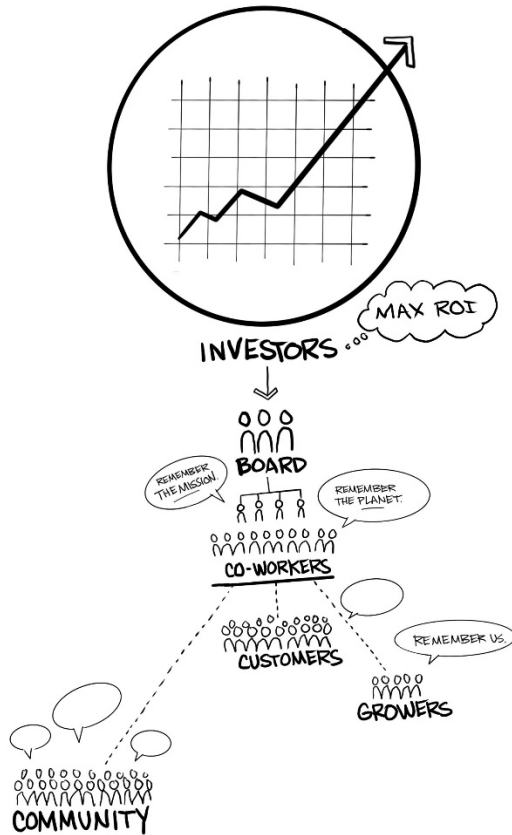 MAX ROI
INVESTORS
BOARD
REMEMBER
THE MISSION.
REMEMBER
THE PLANET.
CO-WORKERS
CUSTOMERS
REMEMBER US.
GROWERS
COMMUNITY